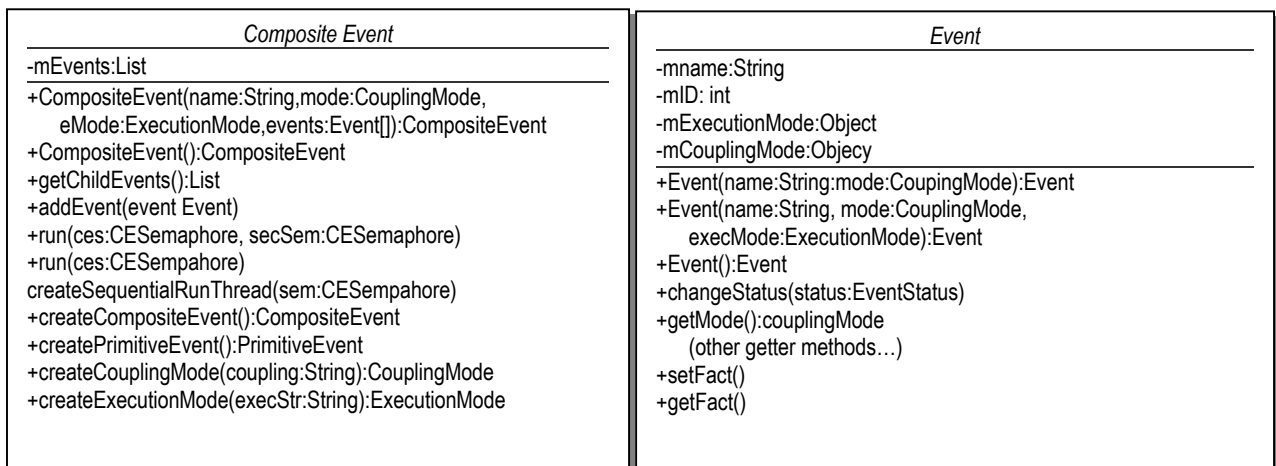 Composite Event
-mEvents:List
+CompositeEvent(name:String,mode:CouplingMode,
eMode:ExecutionMode,events:Event[]):CompositeEvent
+CompositeEvent():CompositeEvent
+getChildEvents():List
+addEvent(event Event)
+run(ces:CESemaphore, secSem:CESemaphore)
+run(ces:CESempahore)
createSequentialRunThread(sem:CESempahore)
+createCompositeEvent():CompositeEvent
+createPrimitiveEvent():PrimitiveEvent
+createCouplingMode(coupling:String):CouplingMode
+createExecutionMode(execStr:String):ExecutionMode
Event
-mname:String
-mID: int
-mExecutionMode:Object
-mCouplingMode:Objecy
+Event(name:String:mode:CoupingMode):Event
+Event(name:String, mode:CouplingMode,
execMode:ExecutionMode):Event
+Event():Event
+changeStatus(status:EventStatus)
+getMode():couplingMode
(other getter methods…)
+setFact()
+getFact()